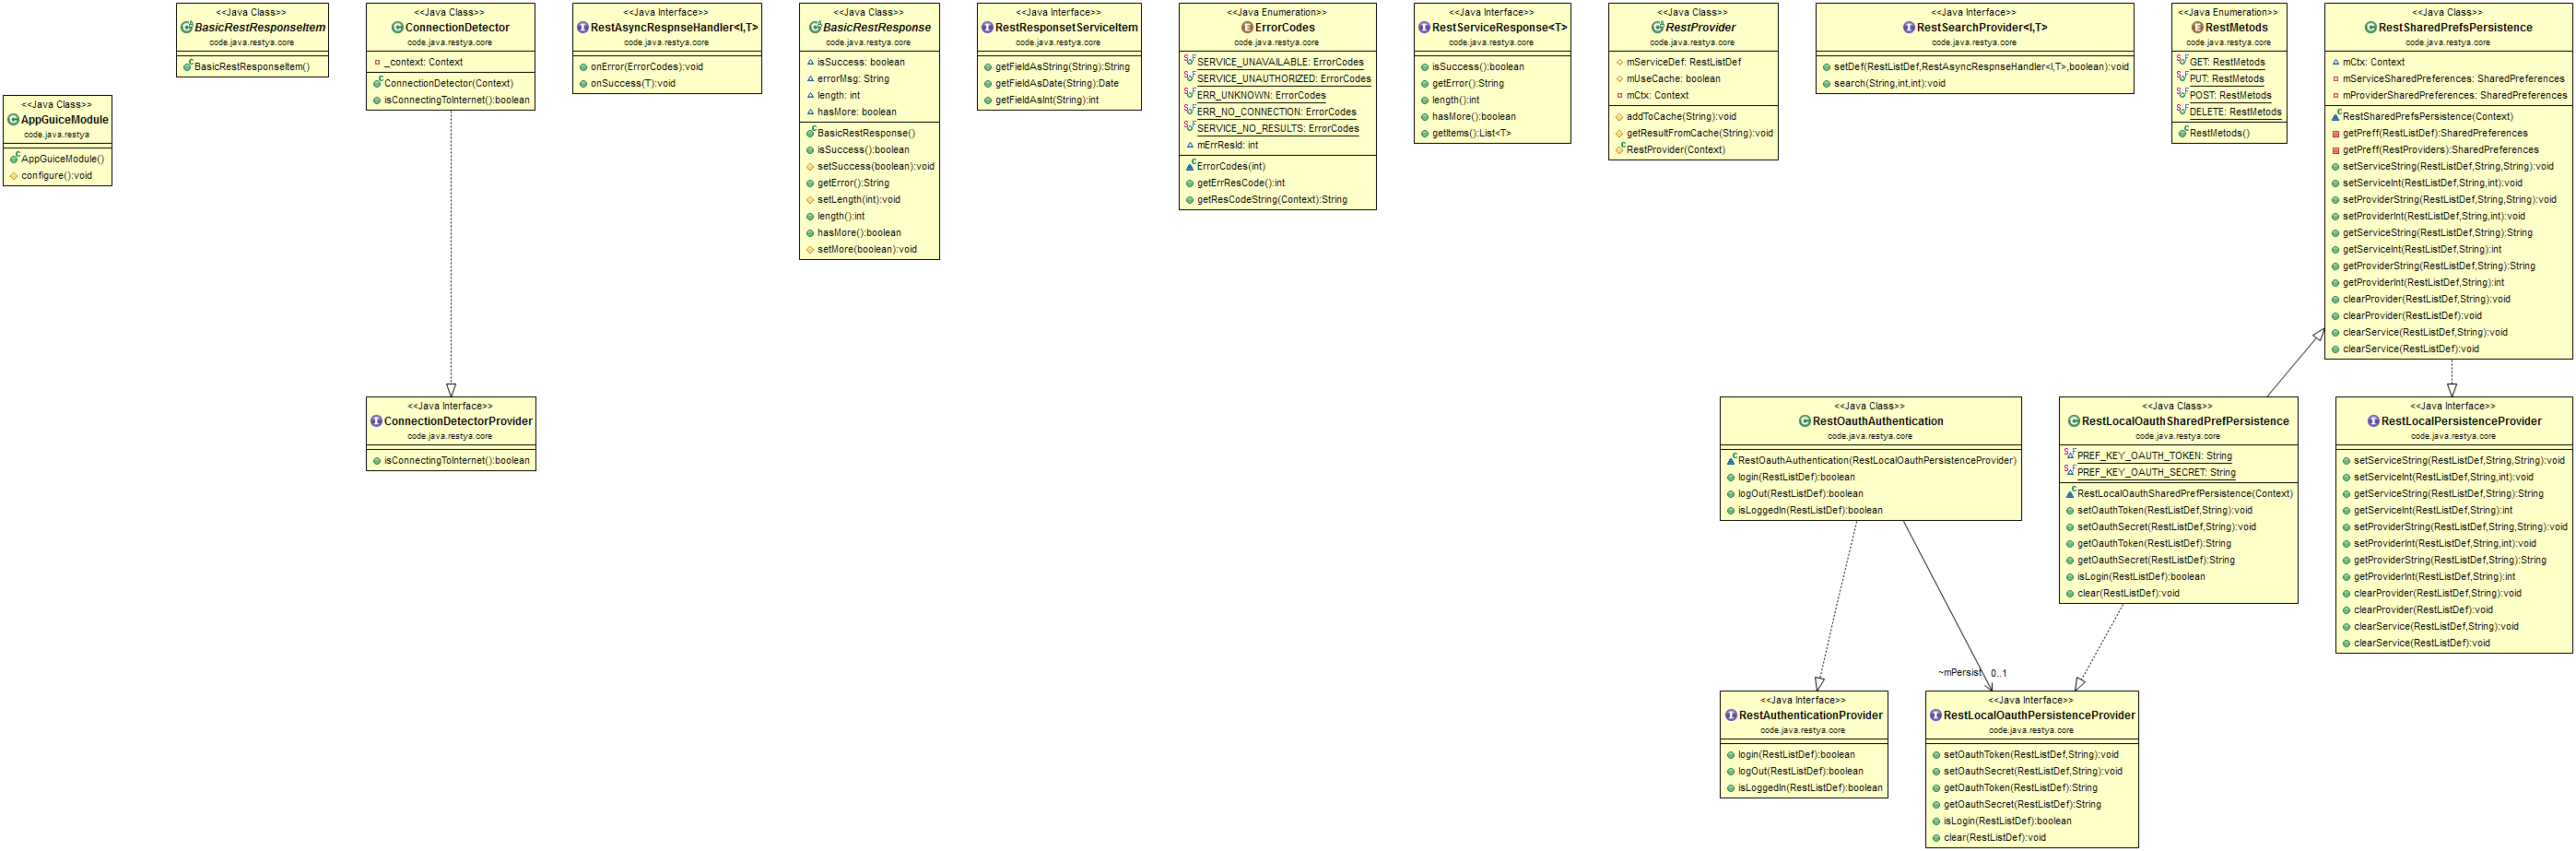 <<Java Class>>
BasicRestResponseItem
code.java.restya.core
BasicRestResponseItem()
<<Java Class>>
ConnectionDetector
code.java.restya.core
_context: Context
ConnectionDetector(Context)
isConnectingToInternet():boolean
<<Java Interface>>
RestAsyncRespnseHandler<I,T>
code.java.restya.core
onError(ErrorCodes):void
onSuccess(T):void
<<Java Class>>
BasicRestResponse
code.java.restya.core
isSuccess: boolean
errorMsg: String
length: int
hasMore: boolean
BasicRestResponse()
isSuccess():boolean
setSuccess(boolean):void
getError():String
setLength(int):void
length():int
hasMore():boolean
setMore(boolean):void
<<Java Interface>>
RestResponsetServiceItem
code.java.restya.core
getFieldAsString(String):String
getFieldAsDate(String):Date
getFieldAsInt(String):int
<<Java Enumeration>>
ErrorCodes
code.java.restya.core
SERVICE_UNAVAILABLE: ErrorCodes
SERVICE_UNAUTHORIZED: ErrorCodes
ERR_UNKNOWN: ErrorCodes
ERR_NO_CONNECTION: ErrorCodes
SERVICE_NO_RESULTS: ErrorCodes
mErrResId: int
ErrorCodes(int)
getErrResCode():int
getResCodeString(Context):String
<<Java Interface>>
RestServiceResponse<T>
code.java.restya.core
isSuccess():boolean
getError():String
length():int
hasMore():boolean
getItems():List<T>
<<Java Class>>
RestProvider
code.java.restya.core
mServiceDef: RestListDef
mUseCache: boolean
mCtx: Context
addToCache(String):void
getResultFromCache(String):void
RestProvider(Context)
<<Java Interface>>
RestSearchProvider<I,T>
code.java.restya.core
setDef(RestListDef,RestAsyncRespnseHandler<I,T>,boolean):void
search(String,int,int):void
<<Java Enumeration>>
RestMetods
code.java.restya.core
GET: RestMetods
PUT: RestMetods
POST: RestMetods
DELETE: RestMetods
RestMetods()
<<Java Class>>
RestSharedPrefsPersistence
code.java.restya.core
mCtx: Context
mServiceSharedPreferences: SharedPreferences
mProviderSharedPreferences: SharedPreferences
RestSharedPrefsPersistence(Context)
getPreff(RestListDef):SharedPreferences
getPreff(RestProviders):SharedPreferences
setServiceString(RestListDef,String,String):void
setServiceInt(RestListDef,String,int):void
setProviderString(RestListDef,String,String):void
setProviderInt(RestListDef,String,int):void
getServiceString(RestListDef,String):String
getServiceInt(RestListDef,String):int
getProviderString(RestListDef,String):String
getProviderInt(RestListDef,String):int
clearProvider(RestListDef,String):void
clearProvider(RestListDef):void
clearService(RestListDef,String):void
clearService(RestListDef):void
<<Java Class>>
AppGuiceModule
code.java.restya
AppGuiceModule()
configure():void
<<Java Interface>>
ConnectionDetectorProvider
code.java.restya.core
isConnectingToInternet():boolean
<<Java Class>>
RestOauthAuthentication
code.java.restya.core
RestOauthAuthentication(RestLocalOauthPersistenceProvider)
login(RestListDef):boolean
logOut(RestListDef):boolean
isLoggedIn(RestListDef):boolean
<<Java Class>>
RestLocalOauthSharedPrefPersistence
code.java.restya.core
PREF_KEY_OAUTH_TOKEN: String
PREF_KEY_OAUTH_SECRET: String
RestLocalOauthSharedPrefPersistence(Context)
setOauthToken(RestListDef,String):void
setOauthSecret(RestListDef,String):void
getOauthToken(RestListDef):String
getOauthSecret(RestListDef):String
isLogin(RestListDef):boolean
clear(RestListDef):void
<<Java Interface>>
RestLocalPersistenceProvider
code.java.restya.core
setServiceString(RestListDef,String,String):void
setServiceInt(RestListDef,String,int):void
getServiceString(RestListDef,String):String
getServiceInt(RestListDef,String):int
setProviderString(RestListDef,String,String):void
setProviderInt(RestListDef,String,int):void
getProviderString(RestListDef,String):String
getProviderInt(RestListDef,String):int
clearProvider(RestListDef,String):void
clearProvider(RestListDef):void
clearService(RestListDef,String):void
clearService(RestListDef):void
~mPersist 0..1
<<Java Interface>>
RestAuthenticationProvider
code.java.restya.core
login(RestListDef):boolean
logOut(RestListDef):boolean
isLoggedIn(RestListDef):boolean
<<Java Interface>>
RestLocalOauthPersistenceProvider
code.java.restya.core
setOauthToken(RestListDef,String):void
setOauthSecret(RestListDef,String):void
getOauthToken(RestListDef):String
getOauthSecret(RestListDef):String
isLogin(RestListDef):boolean
clear(RestListDef):void